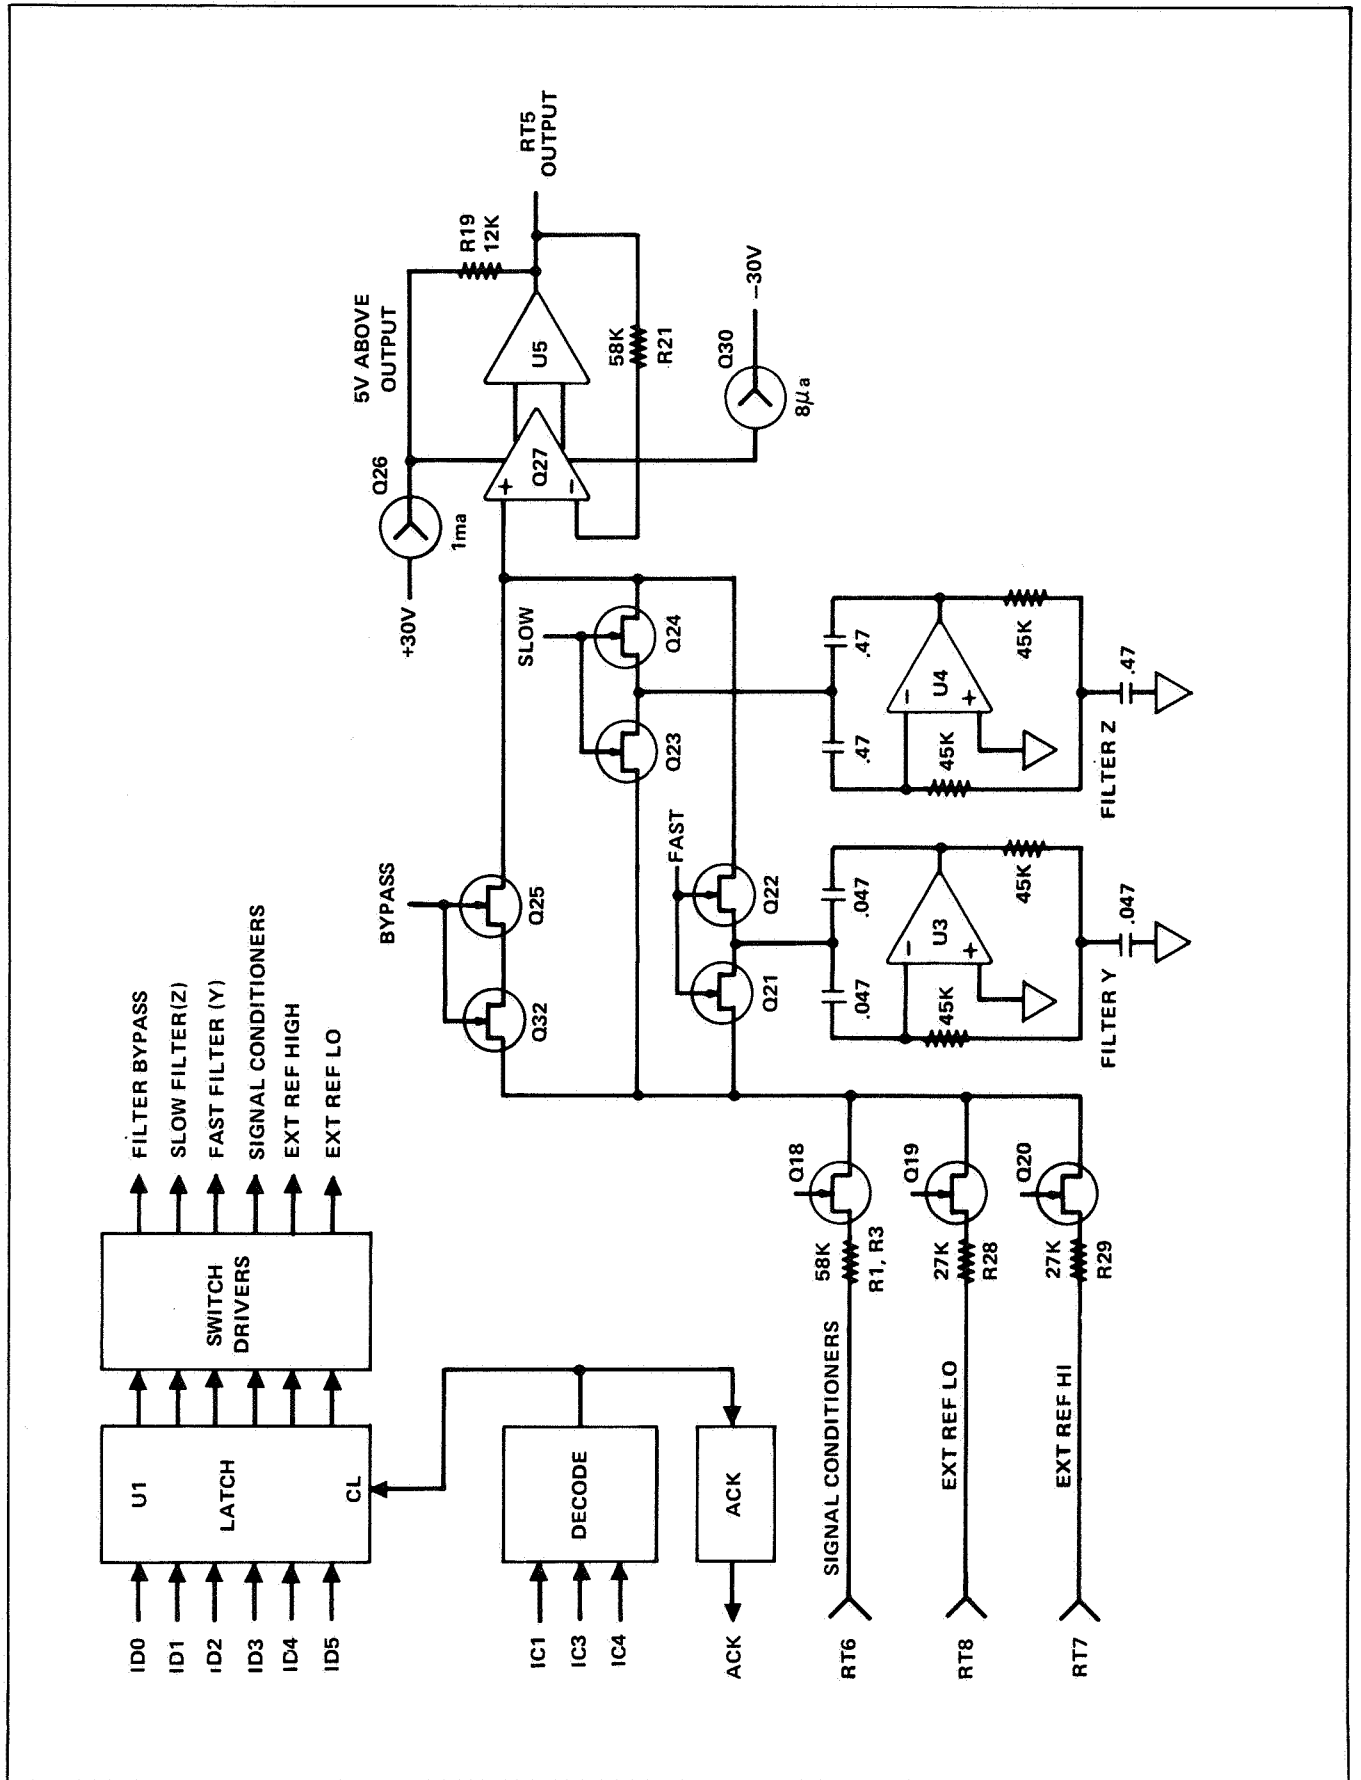 ID0
ID1
ID2
ID3
ID4
ID5
U1
LATCH
CL
SWITCH
DRIVERS
FILTER BYPASS
SLOW FILTER(Z)
FAST FILTER (Y)
SIGNAL CONDITIONERS
EXT REF HIGH
EXT REF LO
IC1
IC3
IC4
DECODE
ACK
ACK
BYPASS
Q32
Q25
SLOW
Q23
Q24
FAST
Q21
Q22
+30V
Q26
1ma
5V ABOVE
OUTPUT
R19
12K
RT5
OUTPUT
+
−
Q27
U5
58K
R21
Q30
8μa
−30V
RT6
SIGNAL CONDITIONERS
58K
R1, R3
Q18
RT8
EXT REF LO
27K
R28
Q19
RT7
EXT REF HI
27K
R29
Q20
.047
.047
45K
−
+
U3
45K
FILTER Y
.047
.47
.47
45K
−
+
U4
45K
FILTER Z
.47